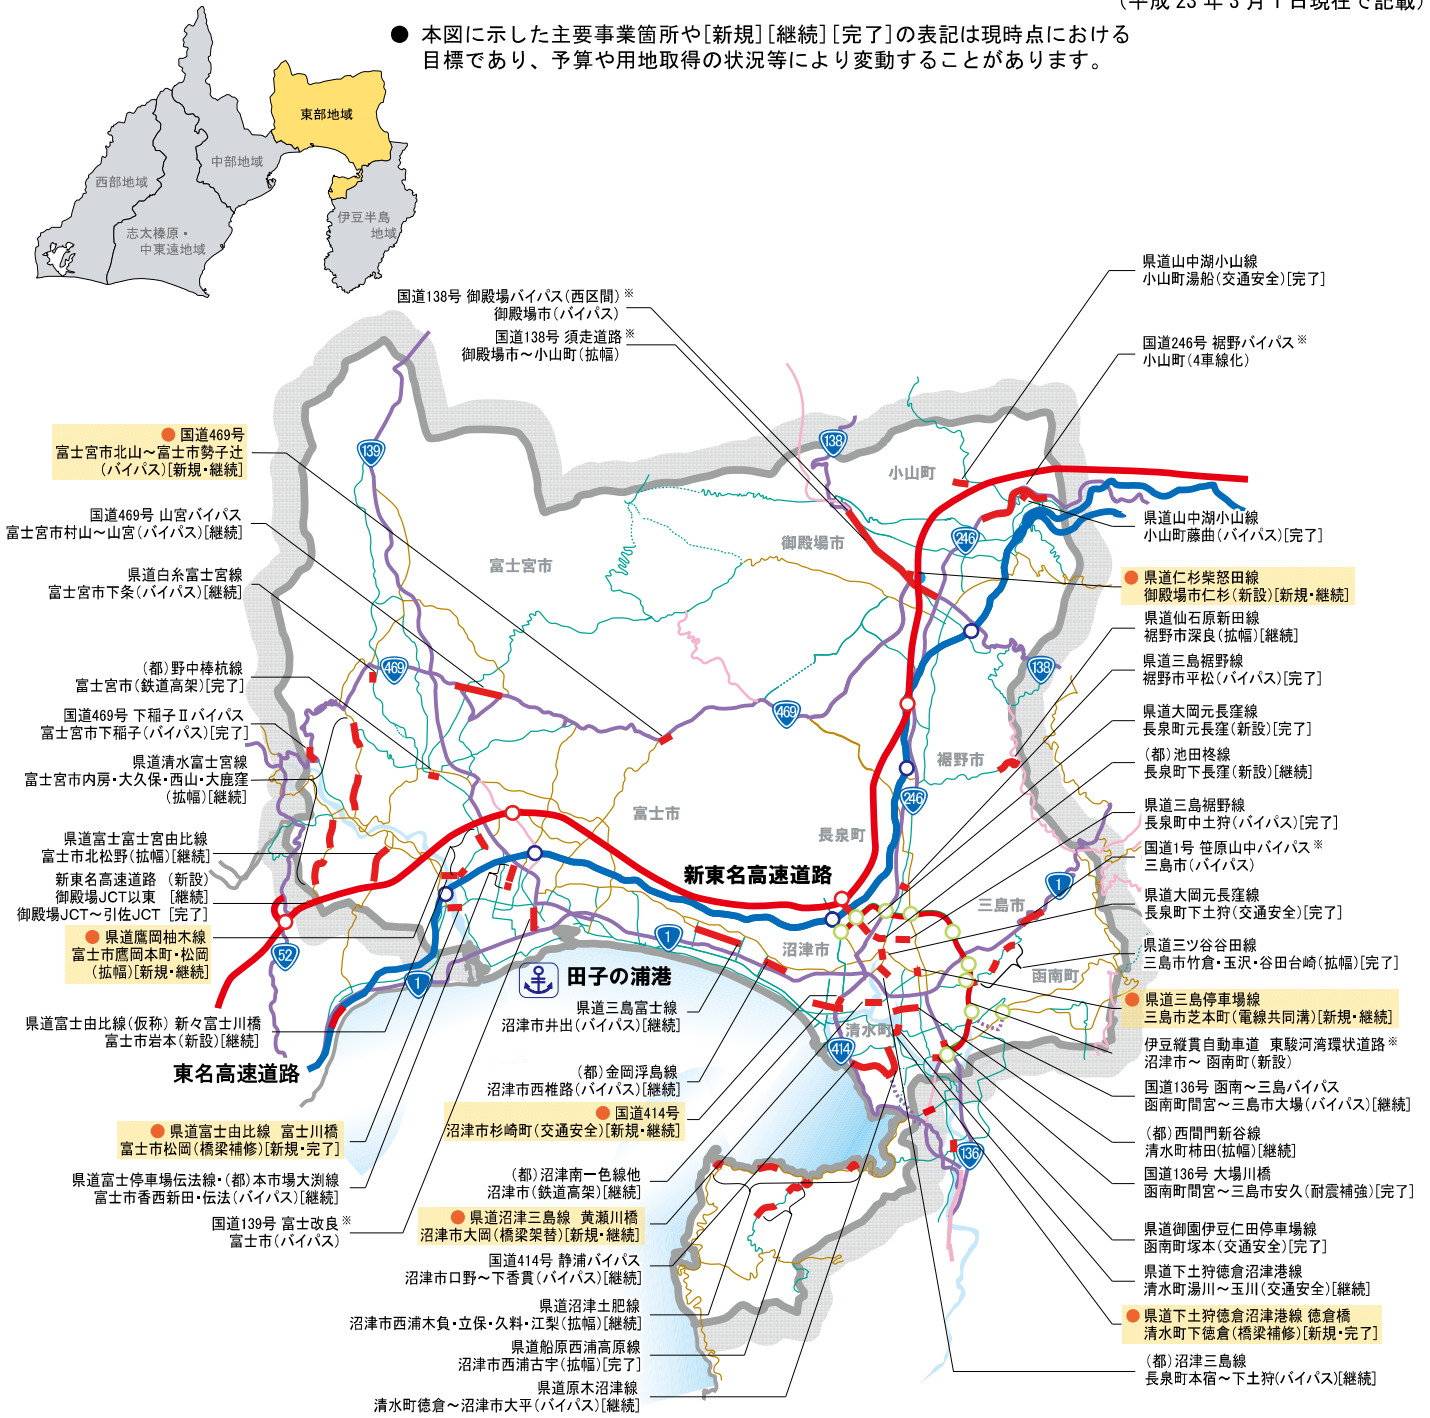 (平成 23 年 3 月 1 日現在で記載)
● 本図に示した主要事業箇所や[新規][継続][完了]の表記は現時点における
目標であり、予算や用地取得の状況等により変動することがあります。
東部地域
中部地域
西部地域
伊豆半島
地域
志太榛原・
中東遠地域
国道138号 御殿場バイパス(西区間)※
御殿場市(バイパス)
国道138号 須走道路※
御殿場市～小山町(拡幅)
● 国道469号
富士宮市北山～富士市勢子辻
(バイパス)[新規・継続]
国道469号 山宮バイパス
富士宮市村山～山宮(バイパス)[継続]
県道白糸富士宮線
富士宮市下条(バイパス)[継続]
(都)野中棒杭線
富士宮市(鉄道高架)[完了]
国道469号 下稲子Ⅱバイパス
富士宮市下稲子(バイパス)[完了]
県道清水富士宮線
富士宮市内房・大久保・西山・大鹿窪
(拡幅)[継続]
県道富士富士宮由比線
富士市北松野(拡幅)[継続]
新東名高速道路 (新設)
御殿場JCT以東 [継続]
御殿場JCT～引佐JCT [完了]
● 県道鷹岡柚木線
富士市鷹岡本町・松岡
(拡幅)[新規・継続]
県道富士由比線(仮称) 新々富士川橋
富士市岩本(新設)[継続]
東名高速道路
● 県道富士由比線 富士川橋
富士市松岡(橋梁補修)[新規・完了]
県道富士停車場伝法線・(都)本市場大渕線
富士市香西新田・伝法(バイパス)[継続]
国道139号 富士改良※
富士市(バイパス)
県道三島富士線
沼津市井出(バイパス)[継続]
(都)金岡浮島線
沼津市西椎路(バイパス)[継続]
● 国道414号
沼津市杉崎町(交通安全)[新規・継続]
(都)沼津南一色線他
沼津市(鉄道高架)[継続]
● 県道沼津三島線 黄瀬川橋
沼津市大岡(橋梁架替)[新規・継続]
国道414号 静浦バイパス
沼津市口野～下香貫(バイパス)[継続]
県道沼津土肥線
沼津市西浦木負・立保・久料・江梨(拡幅)[継続]
県道船原西浦高原線
沼津市西浦古宇(拡幅)[完了]
県道原木沼津線
清水町徳倉～沼津市大平(バイパス)[継続]
139
138
小山町
御殿場市
246
富士宮市
469
469
138
裾野市
246
富士市
長泉町
新東名高速道路
1
三島市
沼津市
1
函南町
52
1
田子の浦港
清水町
414
136
県道山中湖小山線
小山町湯船(交通安全)[完了]
国道246号 裾野バイパス※
小山町(4車線化)
県道山中湖小山線
小山町藤曲(バイパス)[完了]
● 県道仁杉柴怒田線
御殿場市仁杉(新設)[新規・継続]
県道仙石原新田線
裾野市深良(拡幅)[継続]
県道三島裾野線
裾野市平松(バイパス)[完了]
県道大岡元長窪線
長泉町元長窪(新設)[完了]
(都)池田柊線
長泉町下長窪(新設)[継続]
県道三島裾野線
長泉町中土狩(バイパス)[完了]
国道1号 笹原山中バイパス※
三島市(バイパス)
県道大岡元長窪線
長泉町下土狩(交通安全)[完了]
県道三ツ谷谷田線
三島市竹倉・玉沢・谷田台崎(拡幅)[完了]
● 県道三島停車場線
三島市芝本町(電線共同溝)[新規・継続]
伊豆縦貫自動車道 東駿河湾環状道路※
沼津市～ 函南町(新設)
国道136号 函南～三島バイパス
函南町間宮～三島市大場(バイパス)[継続]
(都)西間門新谷線
清水町柿田(拡幅)[継続]
国道136号 大場川橋
函南町間宮～三島市安久(耐震補強)[完了]
県道御園伊豆仁田停車場線
函南町塚本(交通安全)[完了]
県道下土狩徳倉沼津港線
清水町湯川～玉川(交通安全)[継続]
● 県道下土狩徳倉沼津港線 徳倉橋
清水町下徳倉(橋梁補修)[新規・完了]
(都)沼津三島線
長泉町本宿～下土狩(バイパス)[継続]